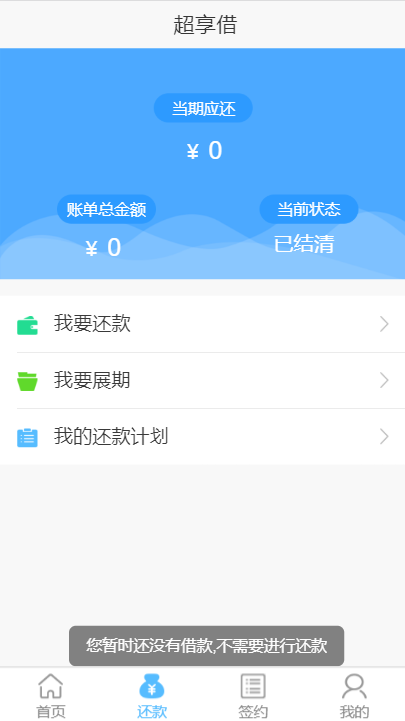 超享借
当期应还
¥ 0
账单总金额
当前状态
¥ 0
已结清
我要还款
我要展期
我的还款计划
您暂时还没有借款,不需要进行还款
首页
还款
签约
我的